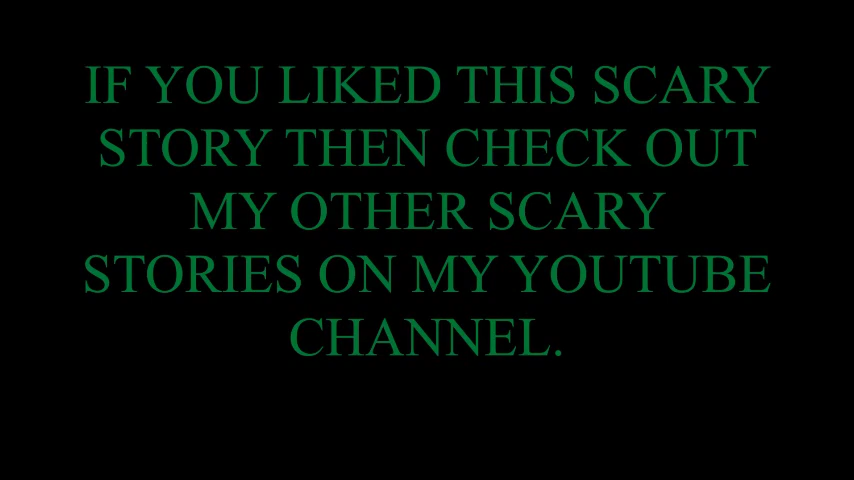 IF YOU LIKED THIS SCARY
STORY THEN CHECK OUT
MY OTHER SCARY
STORIES ON MY YOUTUBE
CHANNEL.